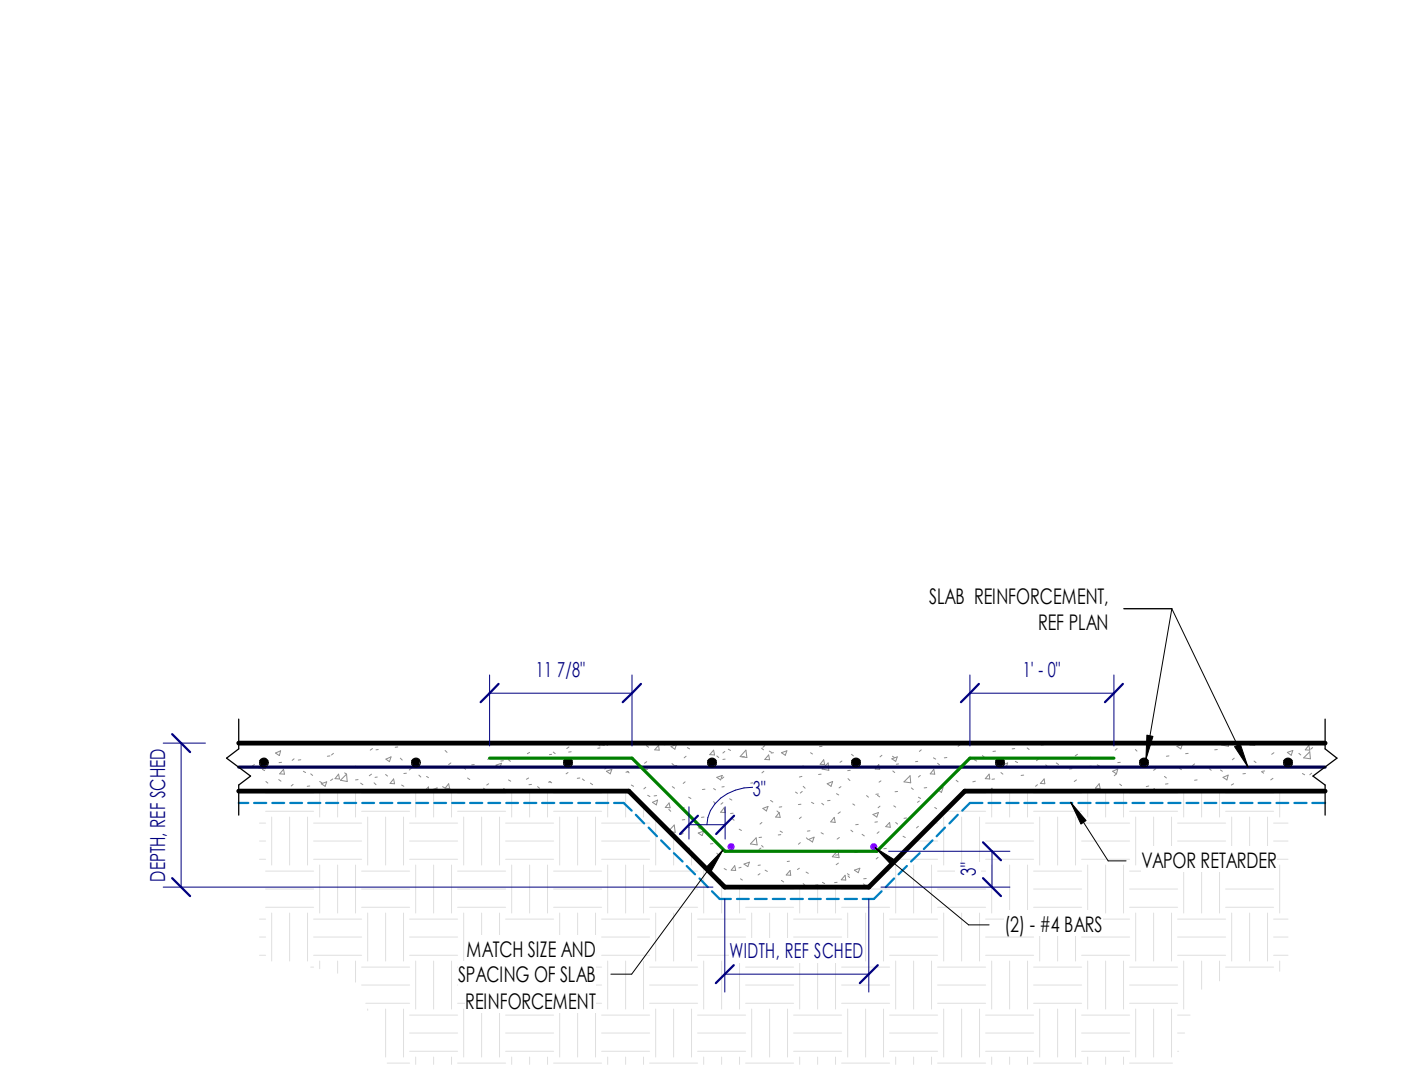 SLAB REINFORCEMENT,
REF PLAN
11 7/8"
1' - 0"
DEPTH, REF SCHED
3"
3"
VAPOR RETARDER
(2) - #4 BARS
MATCH SIZE AND
SPACING OF SLAB
REINFORCEMENT
WIDTH, REF SCHED